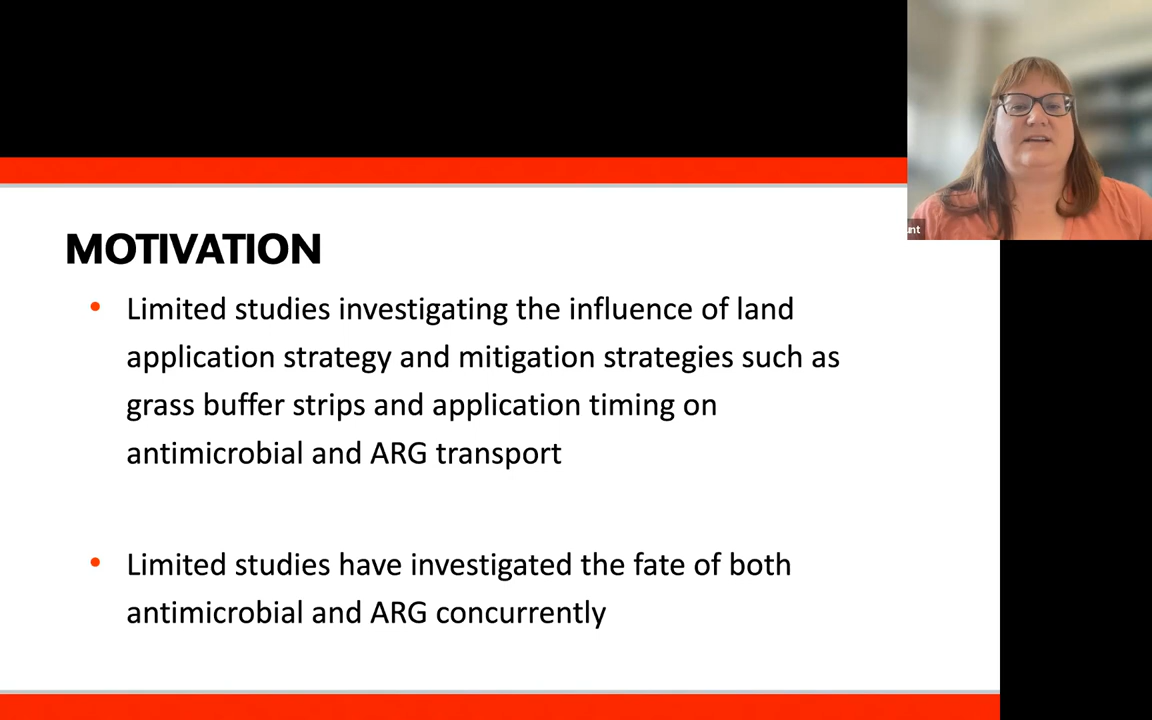 MOTIVATION
• Limited studies investigating the influence of land
application strategy and mitigation strategies such as
grass buffer strips and application timing on
antimicrobial and ARG transport
• Limited studies have investigated the fate of both
antimicrobial and ARG concurrently